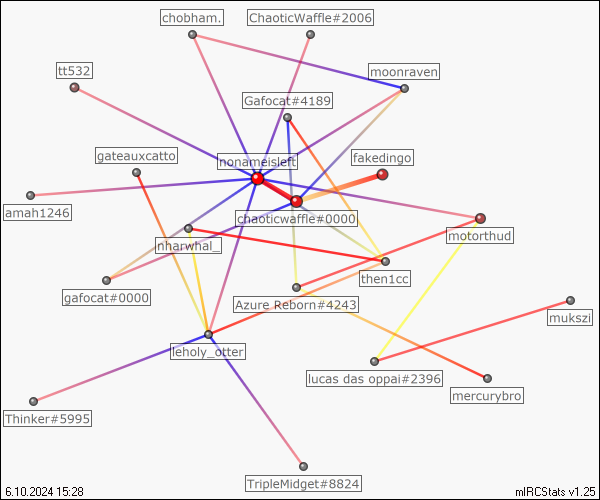 chobham.
ChaoticWaffle#2006
tt532
moonraven
Gafocat#4189
gateauxcatto
nonameisleft
fakedingo
amah1246
chaoticwaffle#0000
motorthud
nharwhal_
then1cc
gafocat#0000
Azure Reborn#4243
mukszi
leholy_otter
lucas das oppai#2396
mercurybro
Thinker#5995
TripleMidget#8824
6.10.2024 15:28
mIRCStats v1.25